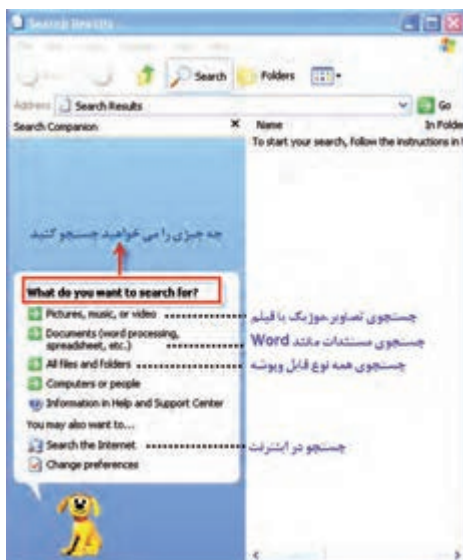 Search Results
Search
Folders
Address
Search Results
Go
Search Companion
Name
In Folder
To start your search, follow the instructions in t
چه چیزی را می خواهید جستجو کنید
What do you want to search for?
Pictures, music, or video
جستجوی تصاویر،موزیک یا فیلم
Documents (word processing,
spreadsheet, etc.)
جستجوی مستندات مانند Word
All files and folders
جستجوی همه نوع فایل وپوشه
Computers or people
Information in Help and Support Center
You may also want to...
Search the Internet
جستجو در اینترنت
Change preferences